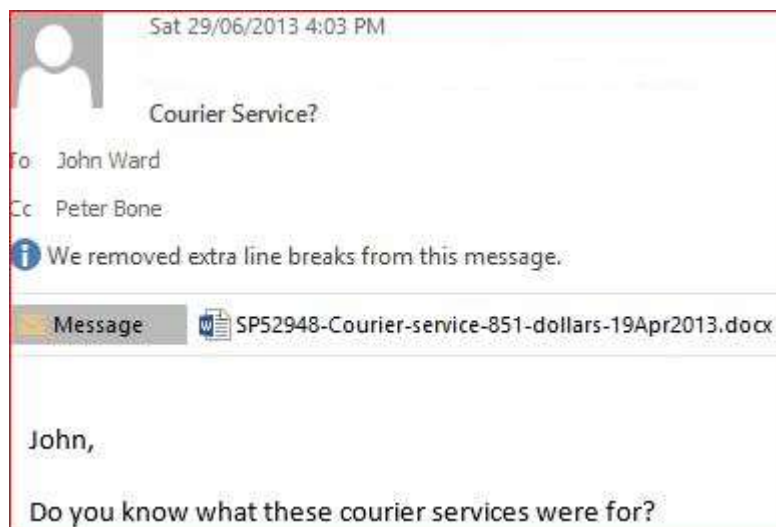 Sat 29/06/2013 4:03 PM
Courier Service?
To John Ward
Cc Peter Bone
We removed extra line breaks from this message.
Message SP52948-Courier-service-851-dollars-19Apr2013.docx
John,
Do you know what these courier services were for?